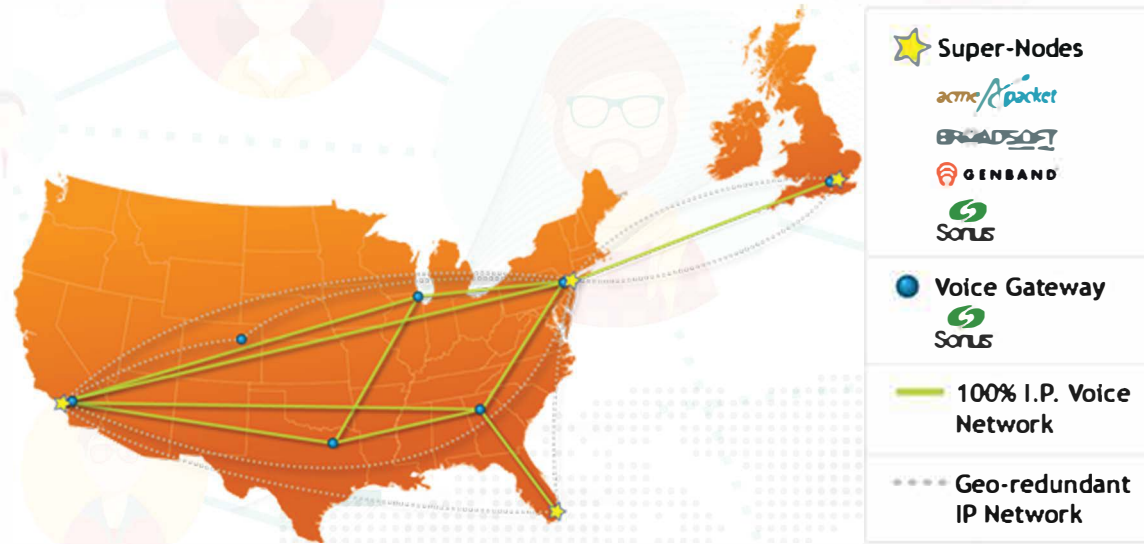 Super-Nodes
acme packet
BROADSOFT
GENBAND
Sonus
Voice Gateway
Sonus
100% I.P. Voice
Network
Geo-redundant
IP Network